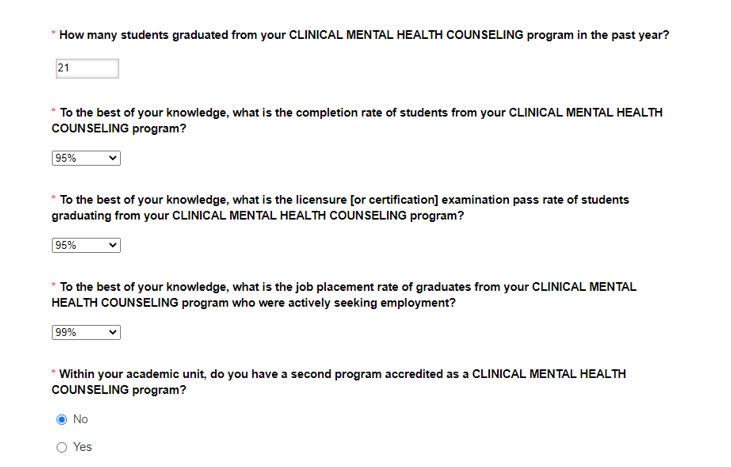 * How many students graduated from your CLINICAL MENTAL HEALTH COUNSELING program in the past year?
21
* To the best of your knowledge, what is the completion rate of students from your CLINICAL MENTAL HEALTH
COUNSELING program?
95%
* To the best of your knowledge, what is the licensure [or certification] examination pass rate of students
graduating from your CLINICAL MENTAL HEALTH COUNSELING program?
95%
* To the best of your knowledge, what is the job placement rate of graduates from your CLINICAL MENTAL
HEALTH COUNSELING program who were actively seeking employment?
99%
* Within your academic unit, do you have a second program accredited as a CLINICAL MENTAL HEALTH
COUNSELING program?
No
Yes